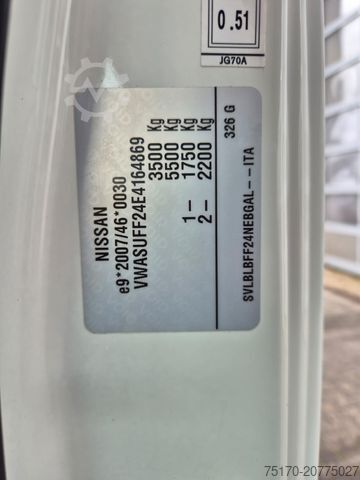 0.51
JG70A
NISSAN
e9*2007/46*0030
VWASUFF24E4164869
3500 Kg
5500 Kg
1— 1750 Kg
2— 2200 Kg
326 G
SVLBLBFF24NEBGAL--ITA
75170-20775027